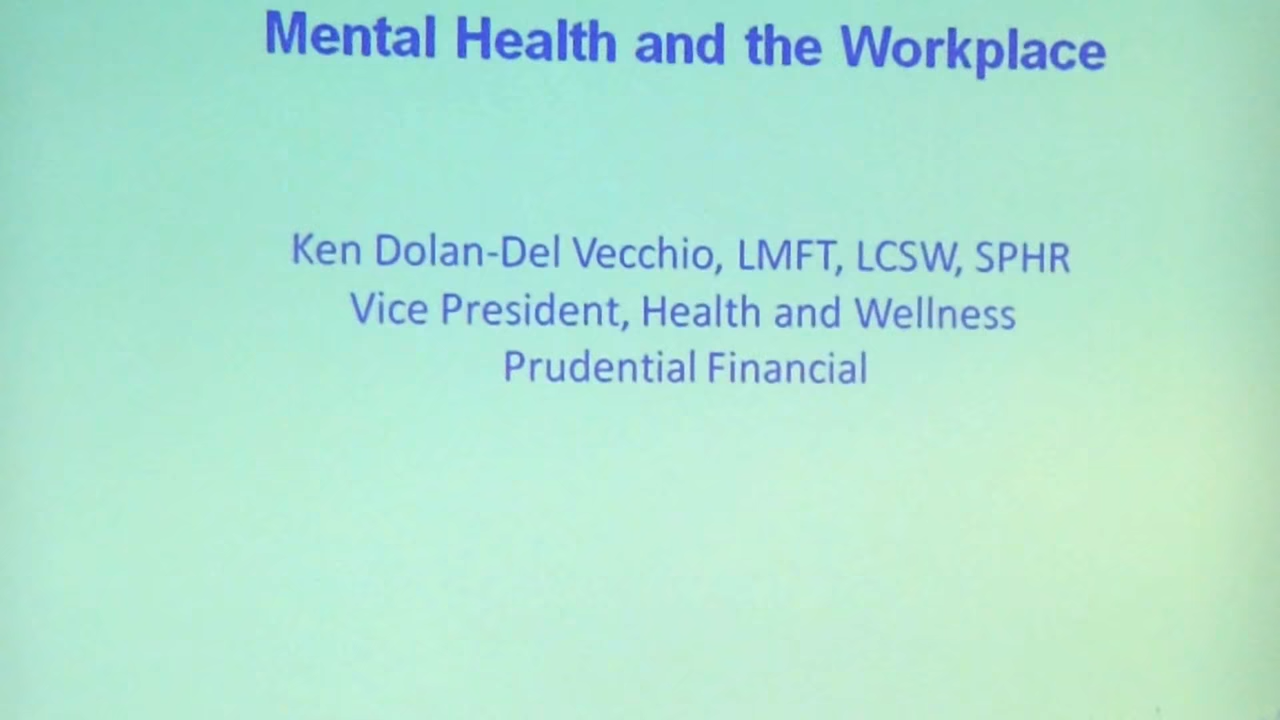 Mental Health and the Workplace
Ken Dolan-Del Vecchio, LMFT, LCSW, SPHR
Vice President, Health and Wellness
Prudential Financial